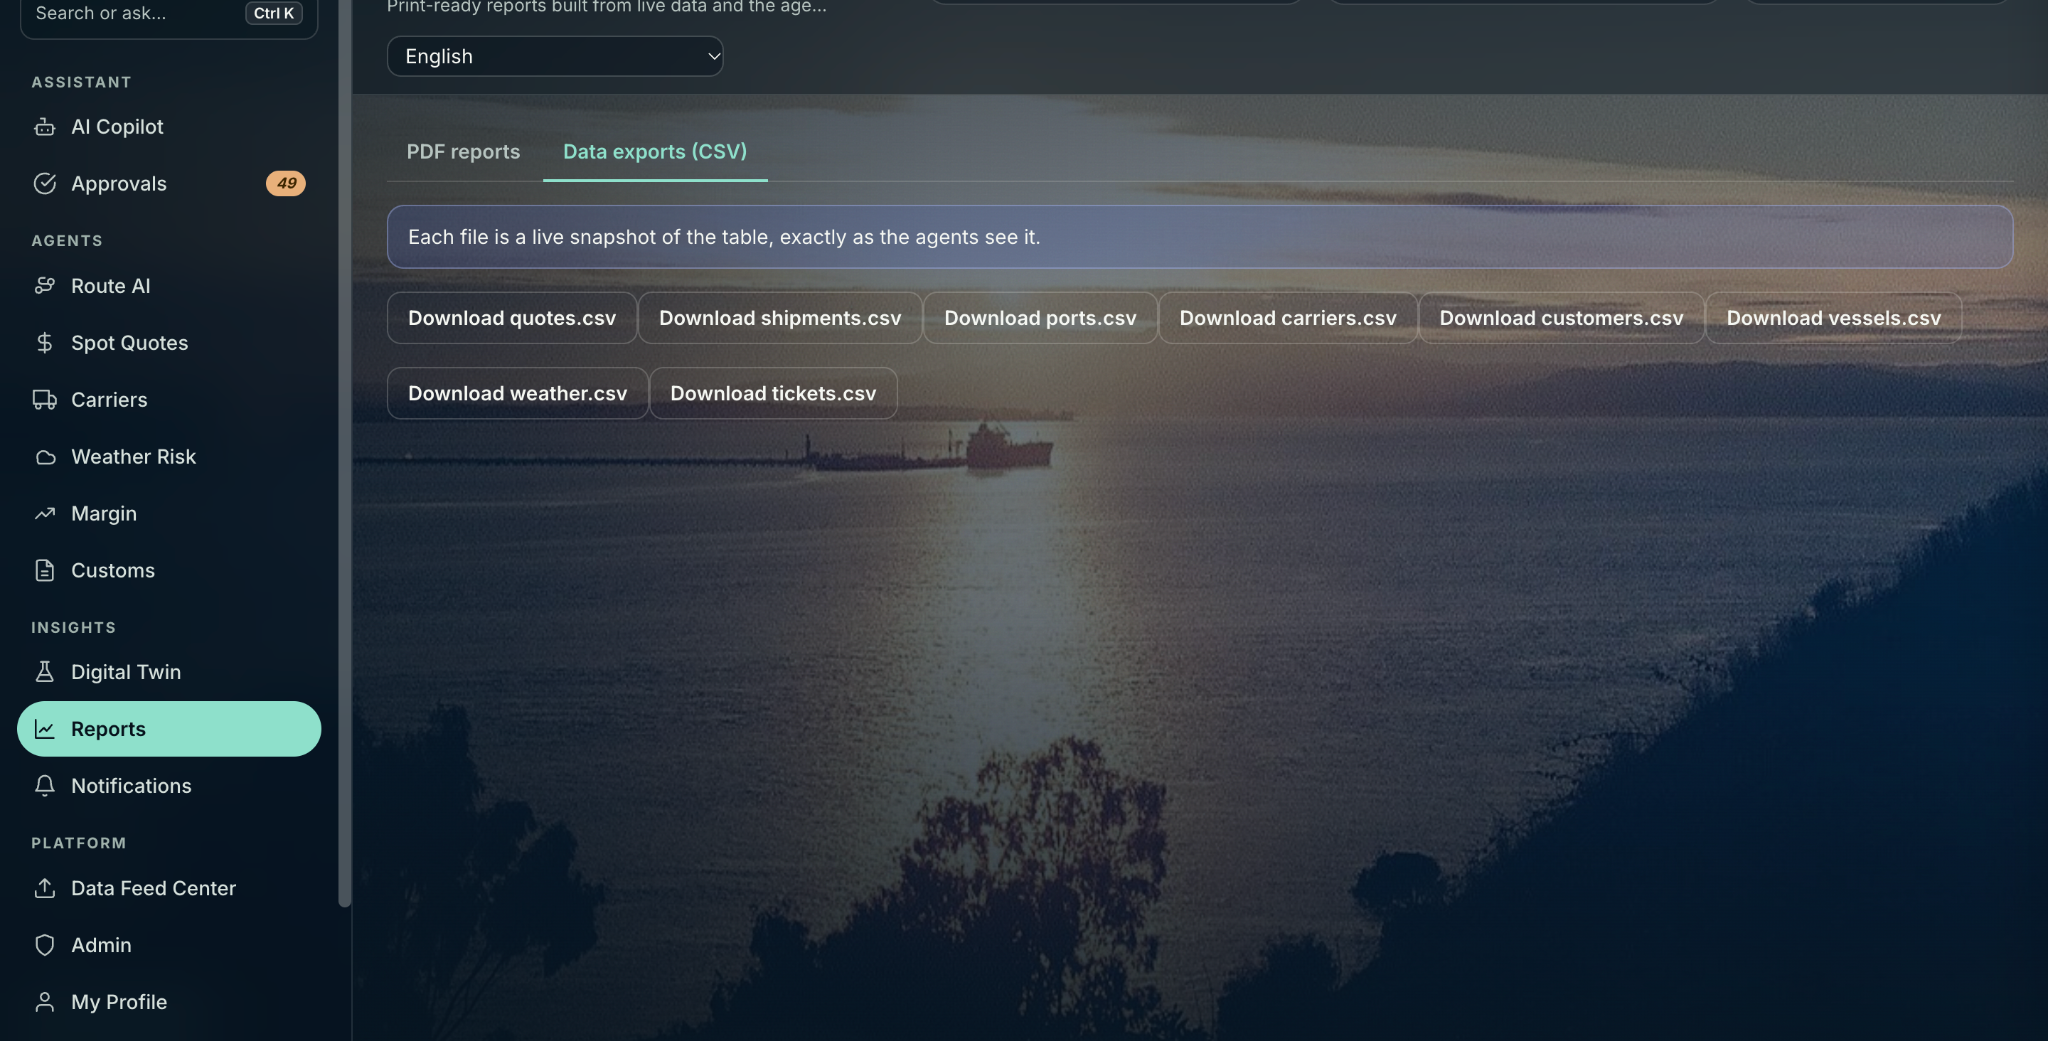 Search or ask...
Ctrl K
ASSISTANT
AI Copilot
Approvals
49
AGENTS
Route AI
Spot Quotes
Carriers
Weather Risk
Margin
Customs
INSIGHTS
Digital Twin
Reports
Notifications
PLATFORM
Data Feed Center
Admin
My Profile
Print-ready reports built from live data and the age...
English
PDF reports
Data exports (CSV)
Each file is a live snapshot of the table, exactly as the agents see it.
Download quotes.csv
Download shipments.csv
Download ports.csv
Download carriers.csv
Download customers.csv
Download vessels.csv
Download weather.csv
Download tickets.csv